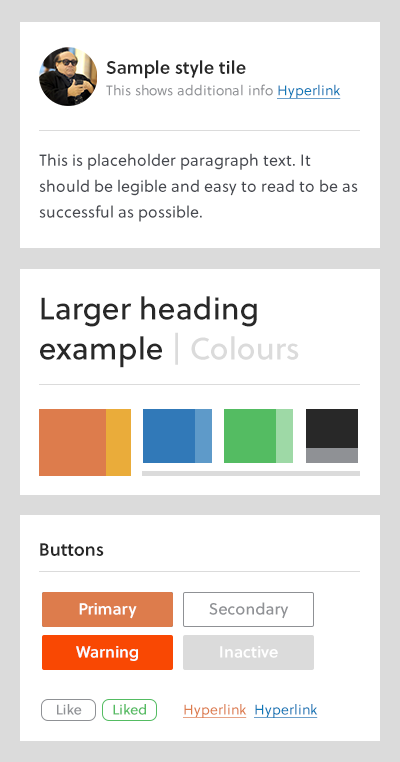 Sample style tile
This shows additional info Hyperlink
This is placeholder paragraph text. It
should be legible and easy to read to be as
successful as possible.
Larger heading
example | Colours
Buttons
Primary
Secondary
Warning
Inactive
Like
Liked
Hyperlink
Hyperlink